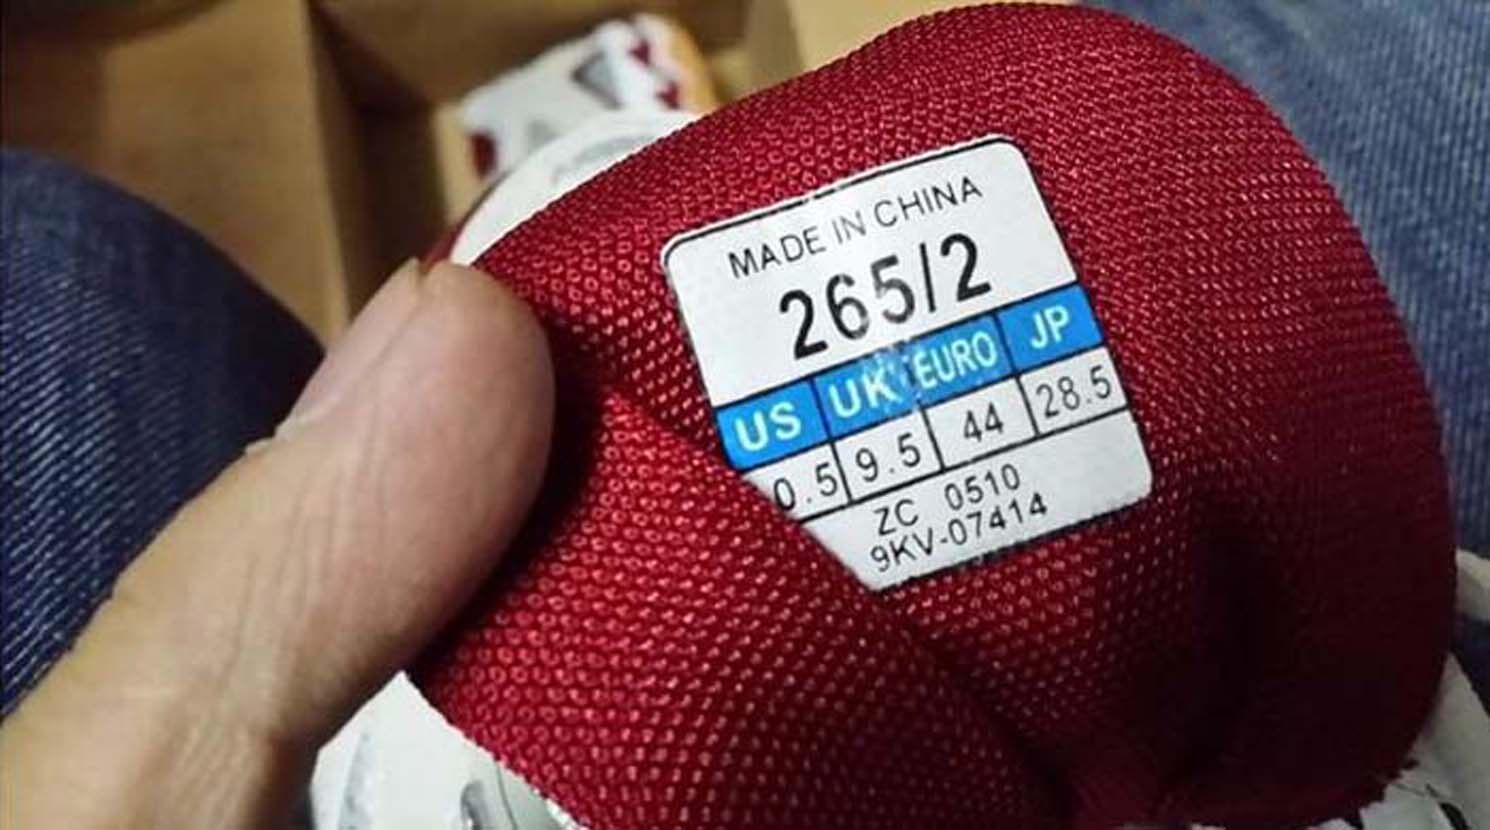 MADE IN CHINA
265/2
US UK EURO JP
0.5 9.5 44 28.5
ZC 0510
9KV-07414